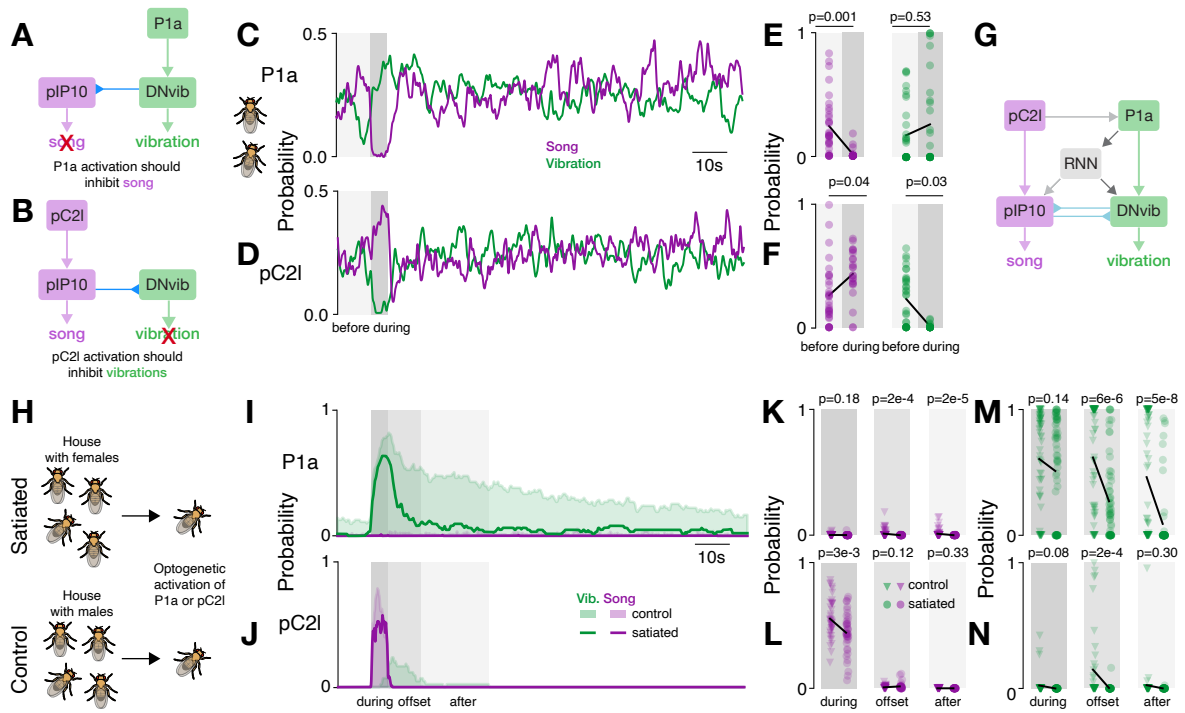 A
P1a
pIP10
DNvib
song
X
vibration
P1a activation should
inhibit song
B
pC2l
pIP10
DNvib
song
vibration
X
pC2l activation should
inhibit vibrations
C
P1a
0.5
0.0
Probability
Song
Vibration
10s
D
pC2l
0.5
0.0
before during
E
p=0.001
p=0.53
1
0
F
p=0.04
p=0.03
1
0
before during
before during
G
pC2l
P1a
RNN
pIP10
DNvib
song
vibration
H
Satiated
House
with females
Control
House
with males
Optogenetic
activation of
P1a or pC2l
I
P1a
1
0
Probability
10s
J
pC2l
1
0
Vib. Song
control
satiated
during offset after
K
p=0.18
p=2e-4
p=2e-5
1
0
Probability
L
p=3e-3
p=0.12
p=0.33
1
0
control
satiated
during
offset
after
M
p=0.14
p=6e-6
p=5e-8
1
0
Probability
N
p=0.08
p=2e-4
p=0.30
1
0
during
offset
after